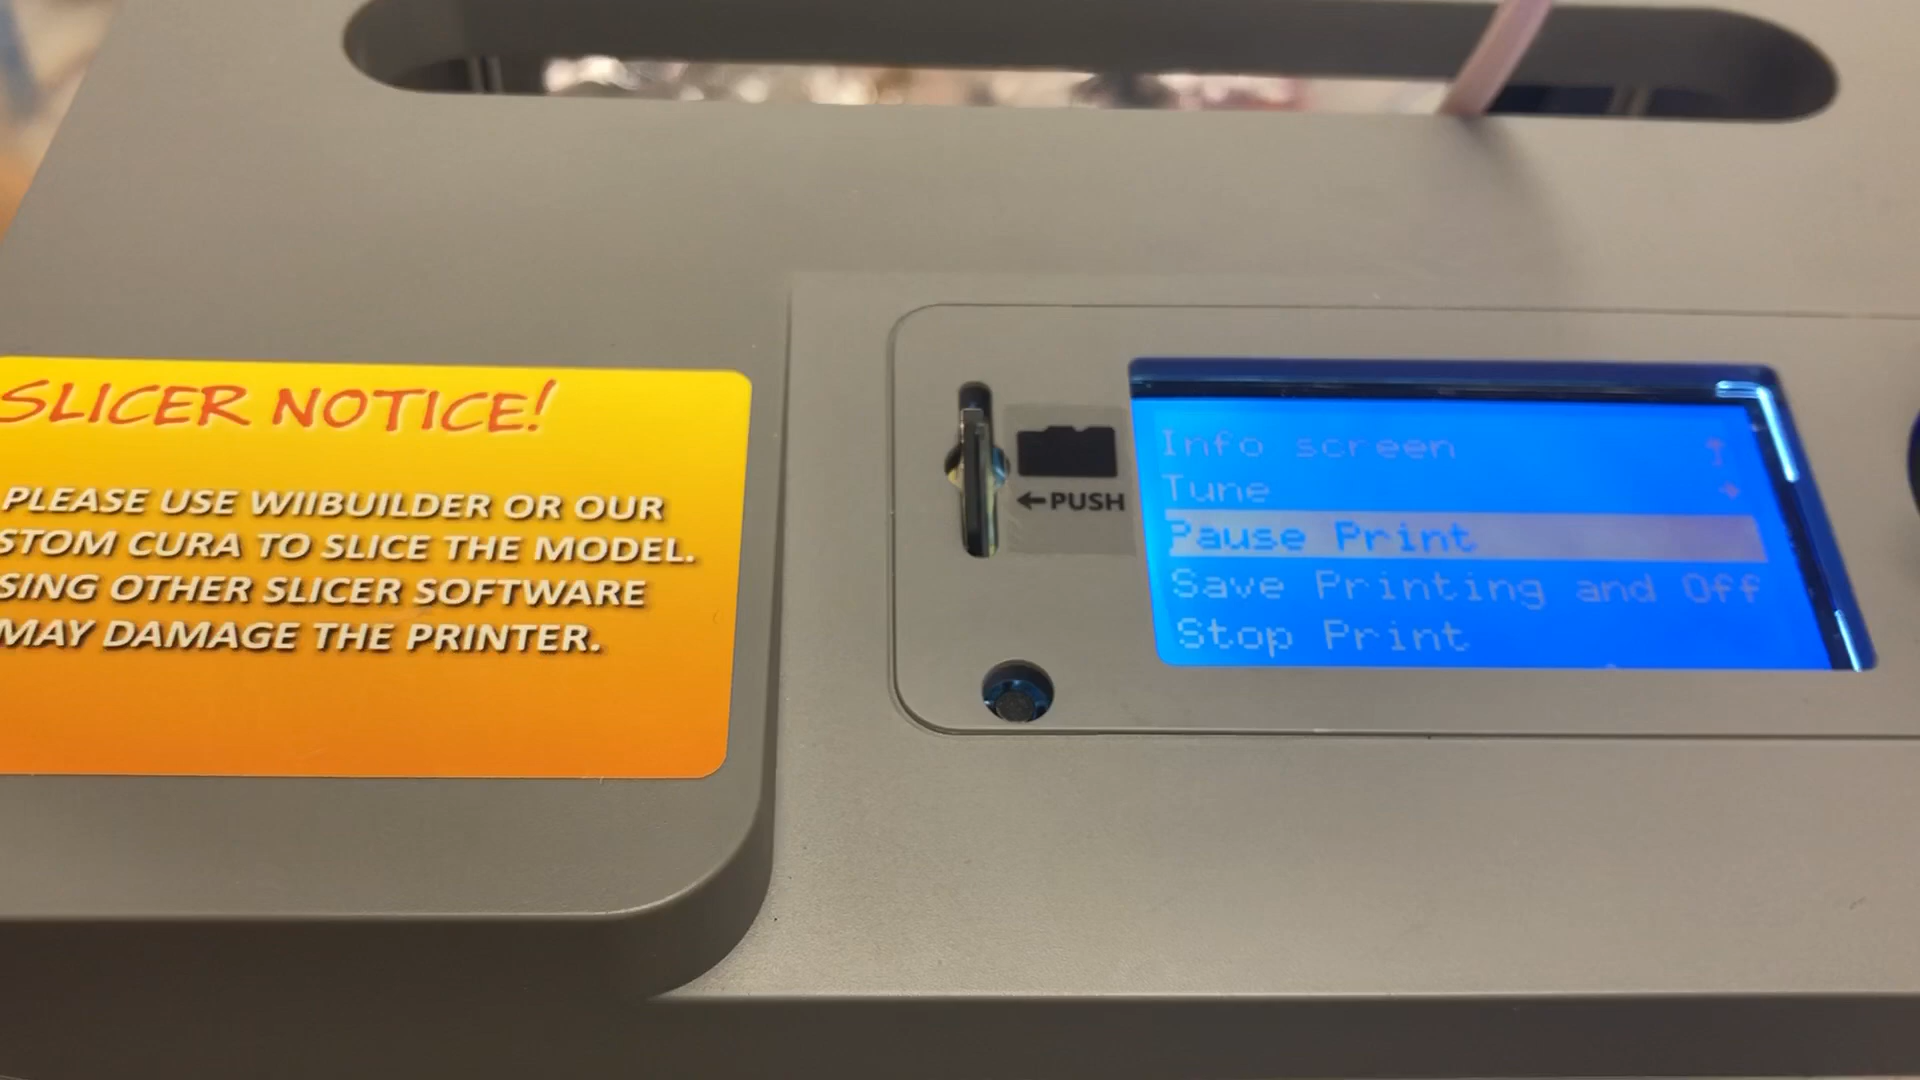 SLICER NOTICE!
PLEASE USE WIIBUILDER OR OUR
STOM CURA TO SLICE THE MODEL.
SING OTHER SLICER SOFTWARE
MAY DAMAGE THE PRINTER.
←PUSH
Info screen ↑
Tune →
Pause Print
Save Printing and Off
Stop Print